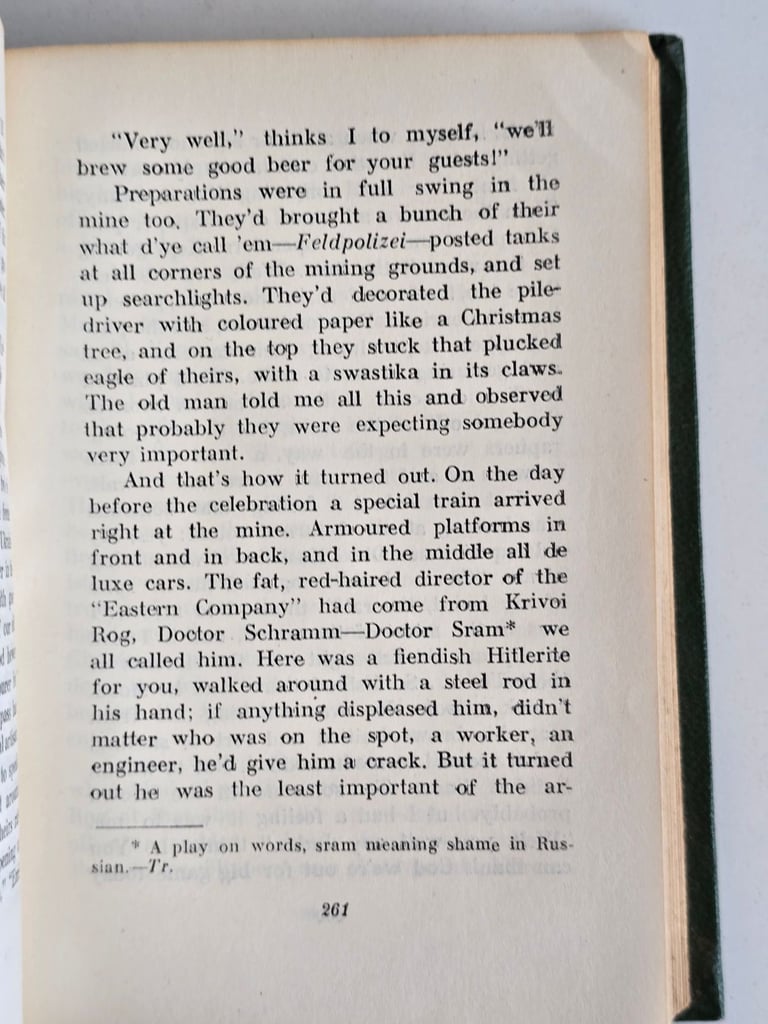 "Very well," thinks I to myself, "we'll
brew some good beer for your guests!"
Preparations were in full swing in the
mine too. They'd brought a bunch of their
what d'ye call 'em—Feldpolizei—posted tanks
at all corners of the mining grounds, and set
up searchlights. They'd decorated the pile-
driver with coloured paper like a Christmas
tree, and on the top they stuck that plucked
eagle of theirs, with a swastika in its claws.
The old man told me all this and observed
that probably they were expecting somebody
very important.
And that's how it turned out. On the day
before the celebration a special train arrived
right at the mine. Armoured platforms in
front and in back, and in the middle all de
luxe cars. The fat, red-haired director of the
"Eastern Company" had come from Krivoi
Rog, Doctor Schramm—Doctor Sram* we
all called him. Here was a fiendish Hitlerite
for you, walked around with a steel rod in
his hand; if anything displeased him, didn't
matter who was on the spot, a worker, an
engineer, he'd give him a crack. But it turned
out he was the least important of the ar-
* A play on words, sram meaning shame in Rus-
sian.—Tr.
261